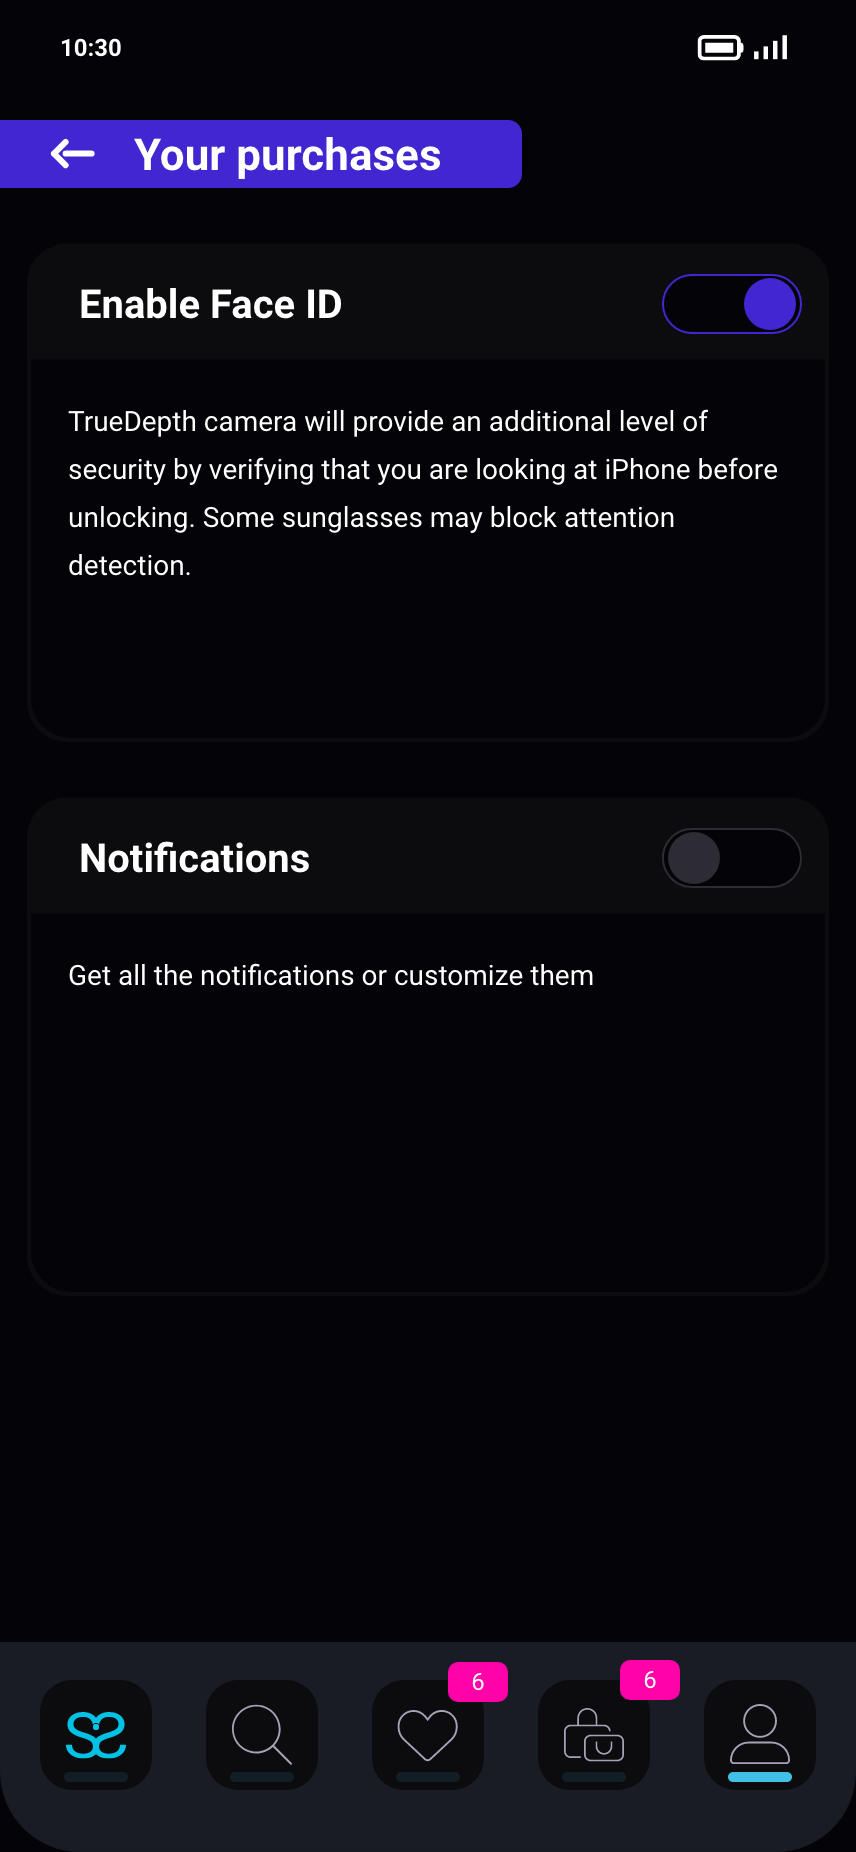 10:30
Your purchases
Enable Face ID
TrueDepth camera will provide an additional level of
security by verifying that you are looking at iPhone before
unlocking. Some sunglasses may block attention
detection.
Notifications
Get all the notifications or customize them
6
6